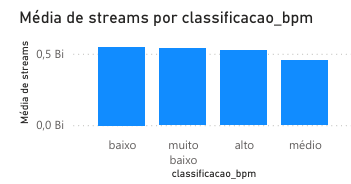 Média de streams por classificacao_bpm
Média de streams
0,5 Bi
0,0 Bi
baixo
muito
baixo
alto
médio
classificacao_bpm